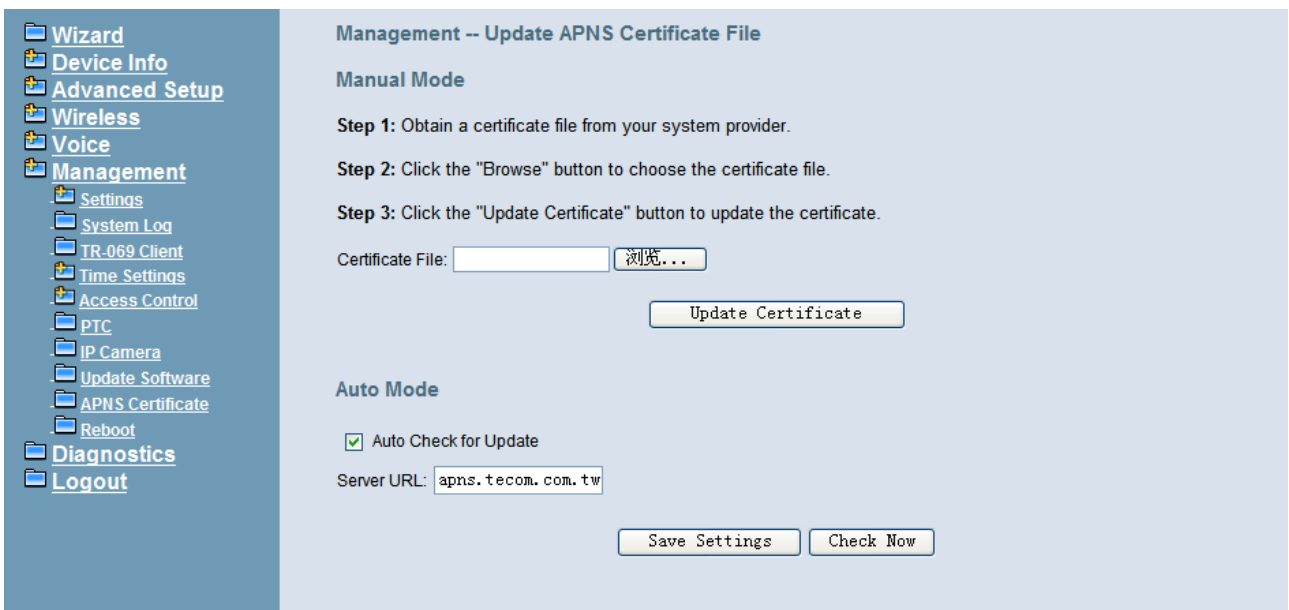 Wizard
Device Info
Advanced Setup
Wireless
Voice
Management
Settings
System Log
TR-069 Client
Time Settings
Access Control
PTC
IP Camera
Update Software
APNS Certificate
Reboot
Diagnostics
Logout
Management -- Update APNS Certificate File
Manual Mode
Step 1: Obtain a certificate file from your system provider.
Step 2: Click the "Browse" button to choose the certificate file.
Step 3: Click the "Update Certificate" button to update the certificate.
Certificate File: 浏览...
Update Certificate
Auto Mode
Auto Check for Update
Server URL: apns.tecom.com.tw
Save Settings Check Now